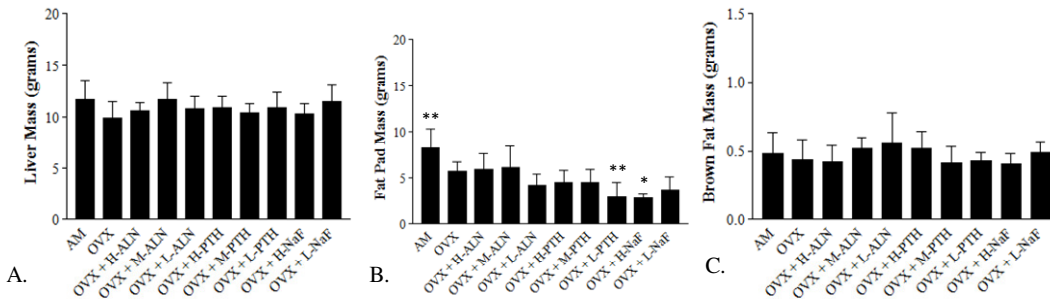 20
15
10
5
0
Liver Mass (grams)
AM
OVX
OVX + H-ALN
OVX + M-ALN
OVX + L-ALN
OVX + H-PTH
OVX + M-PTH
OVX + L-PTH
OVX + H-NaF
OVX + L-NaF
A.
20
15
10
5
0
Fat Pad Mass (grams)
**
**
*
AM
OVX
OVX + H-ALN
OVX + M-ALN
OVX + L-ALN
OVX + H-PTH
OVX + M-PTH
OVX + L-PTH
OVX + H-NaF
OVX + L-NaF
B.
1.5
1.0
0.5
0.0
Brown Fat Mass (grams)
AM
OVX
OVX + H-ALN
OVX + M-ALN
OVX + L-ALN
OVX + H-PTH
OVX + M-PTH
OVX + L-PTH
OVX + H-NaF
OVX + L-NaF
C.